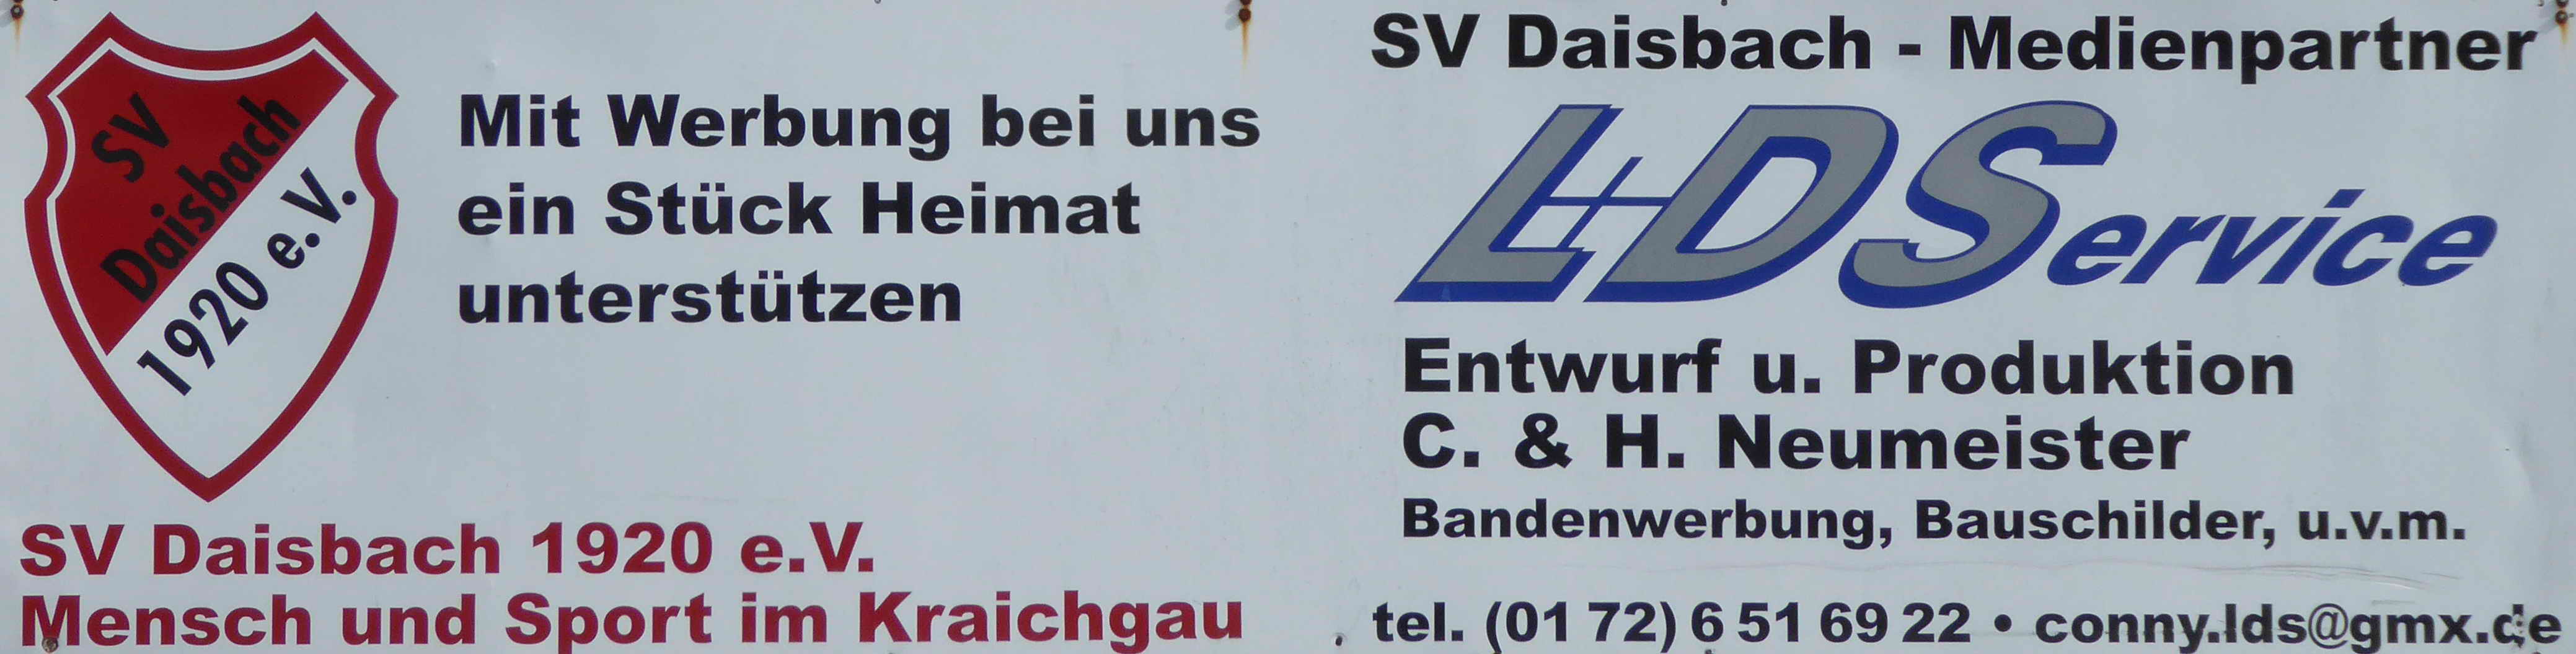 SV
Daisbach
1920 e.V.
Mit Werbung bei uns
ein Stück Heimat
unterstützen
SV Daisbach 1920 e.V.
Mensch und Sport im Kraichgau
SV Daisbach - Medienpartner
L+DService
Entwurf u. Produktion
C. & H. Neumeister
Bandenwerbung, Bauschilder, u.v.m.
tel. (01 72) 6 51 69 22 • conny.lds@gmx.de